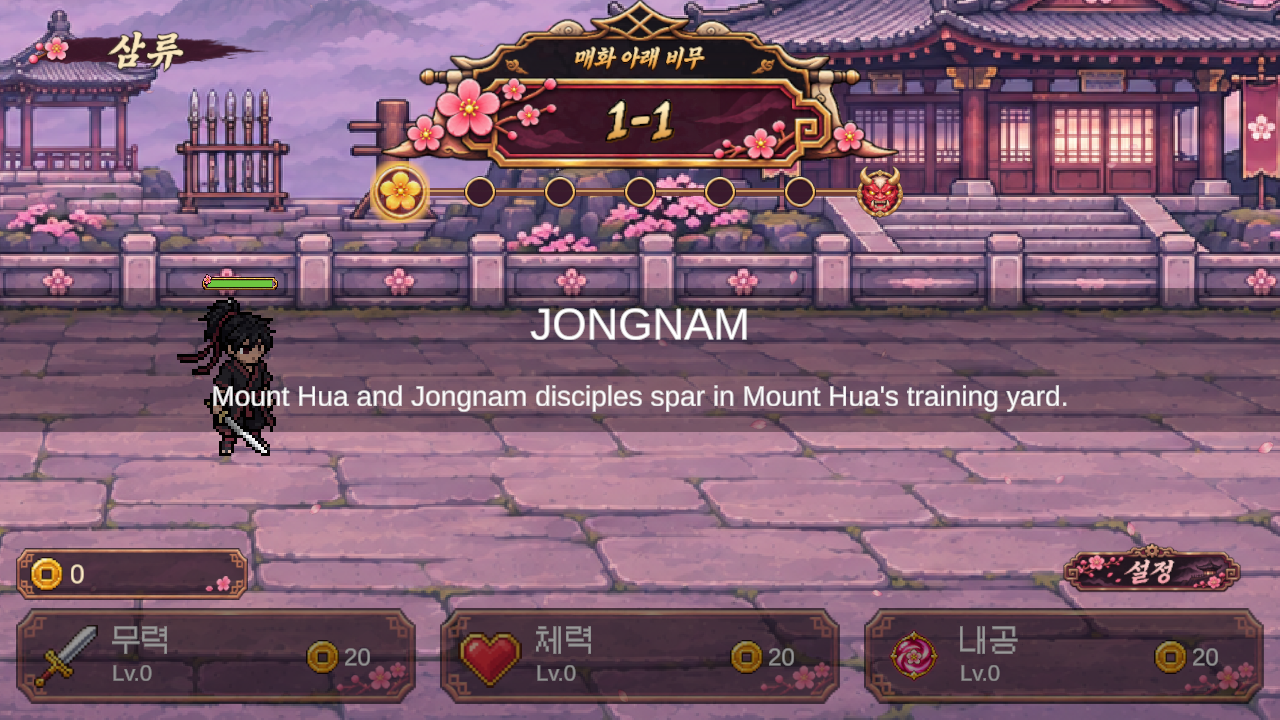 삼류
매화 아래 비무
1-1
JONGNAM
Mount Hua and Jongnam disciples spar in Mount Hua's training yard.
0
설정
무력
Lv.0
20
체력
Lv.0
20
내공
Lv.0
20